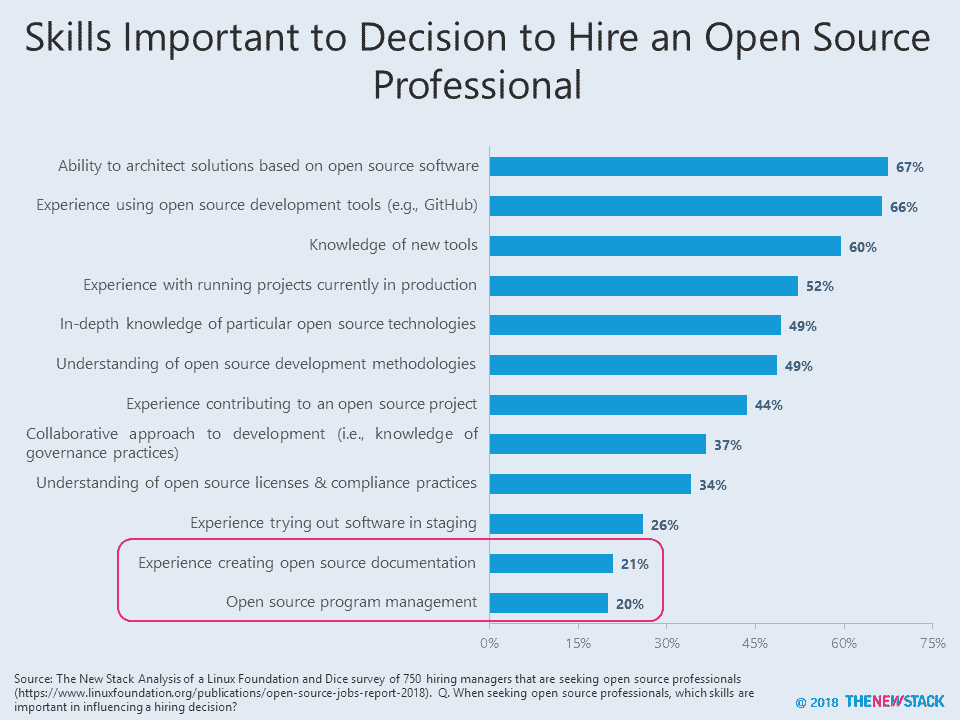 Skills Important to Decision to Hire an Open Source
Professional
Ability to architect solutions based on open source software 67%
Experience using open source development tools (e.g., GitHub) 66%
Knowledge of new tools 60%
Experience with running projects currently in production 52%
In-depth knowledge of particular open source technologies 49%
Understanding of open source development methodologies 49%
Experience contributing to an open source project 44%
Collaborative approach to development (i.e., knowledge of
governance practices) 37%
Understanding of open source licenses & compliance practices 34%
Experience trying out software in staging 26%
Experience creating open source documentation 21%
Open source program management 20%
0% 15% 30% 45% 60% 75%
Source: The New Stack Analysis of a Linux Foundation and Dice survey of 750 hiring managers that are seeking open source professionals
(https://www.linuxfoundation.org/publications/open-source-jobs-report-2018). Q. When seeking open source professionals, which skills are
important in influencing a hiring decision?
@ 2018 THENEWSTACK